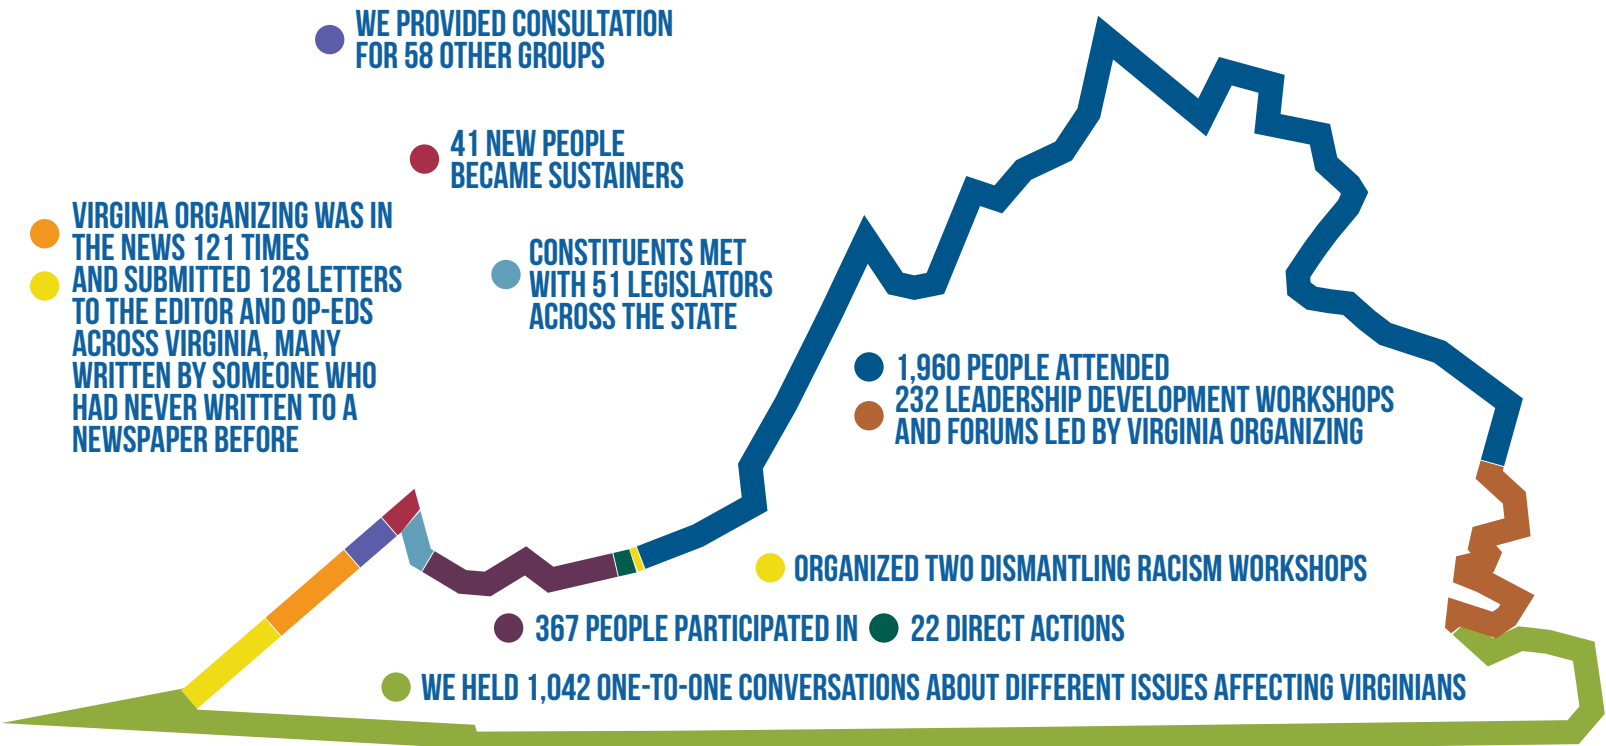 WE PROVIDED CONSULTATION
FOR 58 OTHER GROUPS
41 NEW PEOPLE
BECAME SUSTAINERS
VIRGINIA ORGANIZING WAS IN
THE NEWS 121 TIMES
AND SUBMITTED 128 LETTERS
TO THE EDITOR AND OP-EDS
ACROSS VIRGINIA, MANY
WRITTEN BY SOMEONE WHO
HAD NEVER WRITTEN TO A
NEWSPAPER BEFORE
CONSTITUENTS MET
WITH 51 LEGISLATORS
ACROSS THE STATE
1,960 PEOPLE ATTENDED
232 LEADERSHIP DEVELOPMENT WORKSHOPS
AND FORUMS LED BY VIRGINIA ORGANIZING
ORGANIZED TWO DISMANTLING RACISM WORKSHOPS
367 PEOPLE PARTICIPATED IN 22 DIRECT ACTIONS
WE HELD 1,042 ONE-TO-ONE CONVERSATIONS ABOUT DIFFERENT ISSUES AFFECTING VIRGINIANS